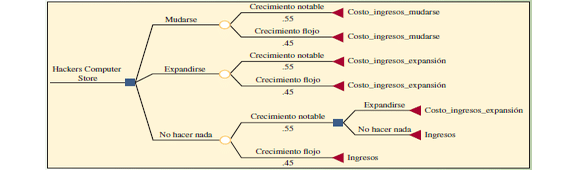 Crecimiento notable
Costo_ingresos_mudarse
.55
Mudarse
Crecimiento flojo
Costo_ingresos_mudarse
.45
Crecimiento notable
Costo_ingresos_expansión
.55
Hackers Computer
Store
Expandirse
Crecimiento flojo
Costo_ingresos_expansión
.45
Expandirse
Costo_ingresos_expansión
Crecimiento notable
.55
No hacer nada
Ingresos
No hacer nada
Crecimiento flojo
Ingresos
.45